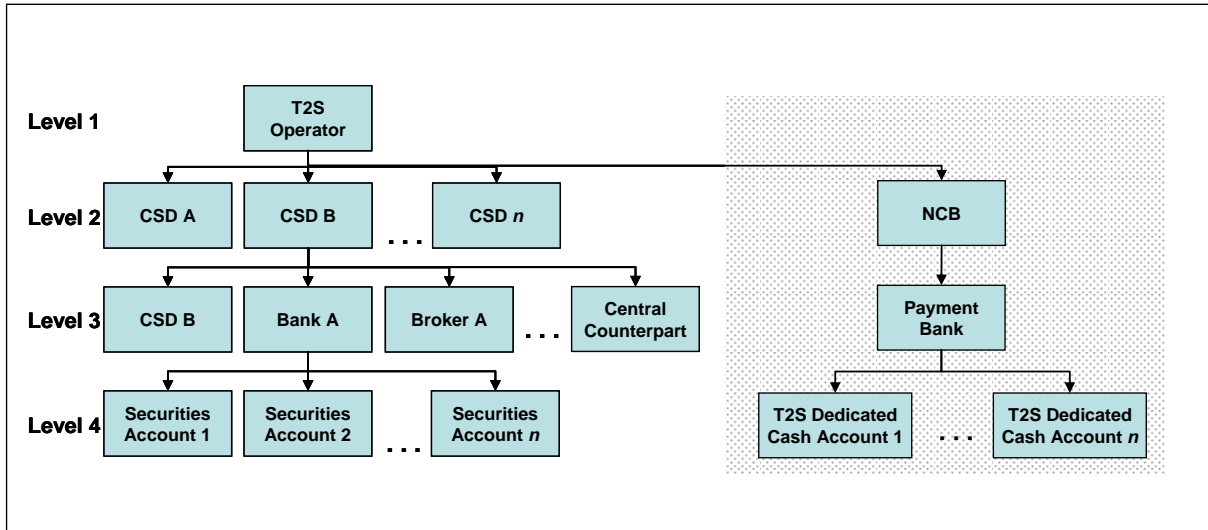 Level 1
T2S
Operator
Level 2
CSD A
CSD B
. . .
CSD n
NCB
Level 3
CSD B
Bank A
Broker A
. . .
Central
Counterpart
Payment
Bank
Level 4
Securities
Account 1
Securities
Account 2
. . .
Securities
Account n
T2S Dedicated
Cash Account 1
. . .
T2S Dedicated
Cash Account n